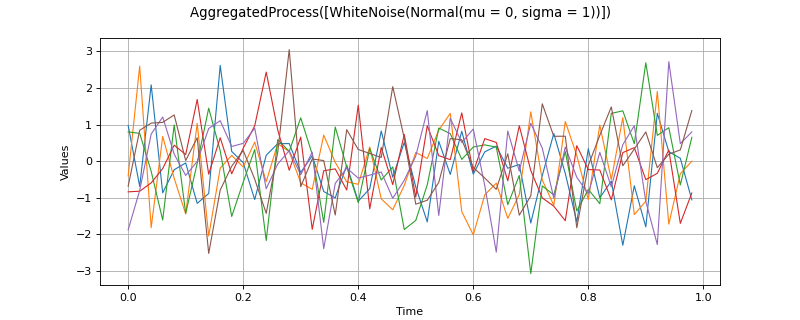 AggregatedProcess([WhiteNoise(Normal(mu = 0, sigma = 1))])
3
2
1
0
−1
−2
−3
Values
0.0 0.2 0.4 0.6 0.8 1.0
Time